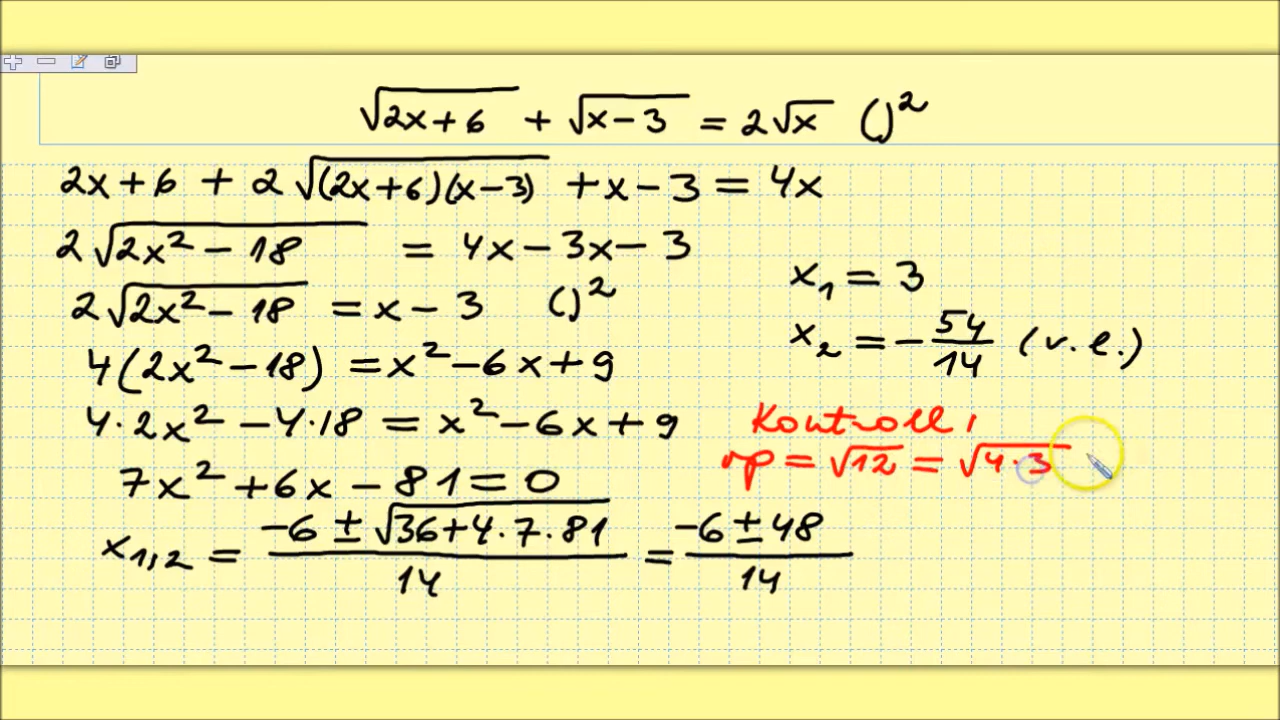 √(2x+6) + √(x-3) = 2√x ()²
2x+6 + 2√((2x+6)(x-3)) + x-3 = 4x
2√(2x²-18) = 4x-3x-3
2√(2x²-18) = x-3 ()²
4(2x²-18) = x²-6x+9
4·2x²-4·18 = x²-6x+9
7x²+6x-81=0
x₁,₂ = (-6±√(36+4·7·81))/14 = (-6±48)/14
x₁ = 3
x₂ = -54/14 (v.l.)
Kontroll:
vp = √12 = √(4·3)